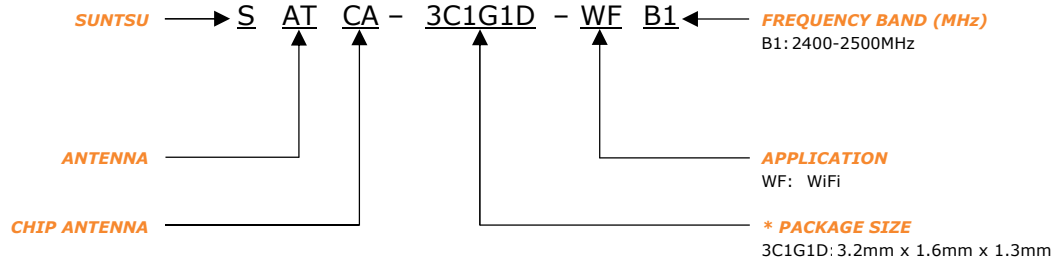 SUNTSU
S AT CA – 3C1G1D – WF B1
FREQUENCY BAND (MHz)
B1: 2400-2500MHz
ANTENNA
APPLICATION
WF: WiFi
CHIP ANTENNA
* PACKAGE SIZE
3C1G1D: 3.2mm x 1.6mm x 1.3mm